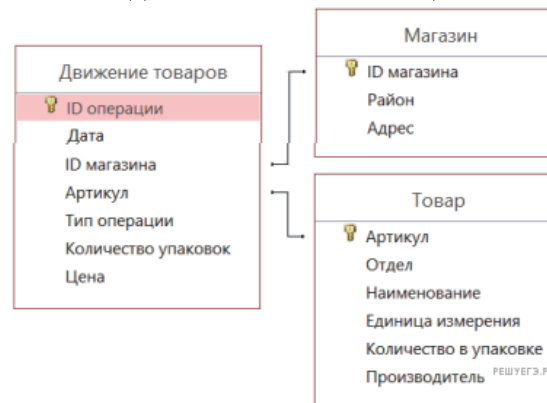 Движение товаров
ID операции
Дата
ID магазина
Артикул
Тип операции
Количество упаковок
Цена
Магазин
ID магазина
Район
Адрес
Товар
Артикул
Отдел
Наименование
Единица измерения
Количество в упаковке
Производитель
РЕШУЕГЭ.Р